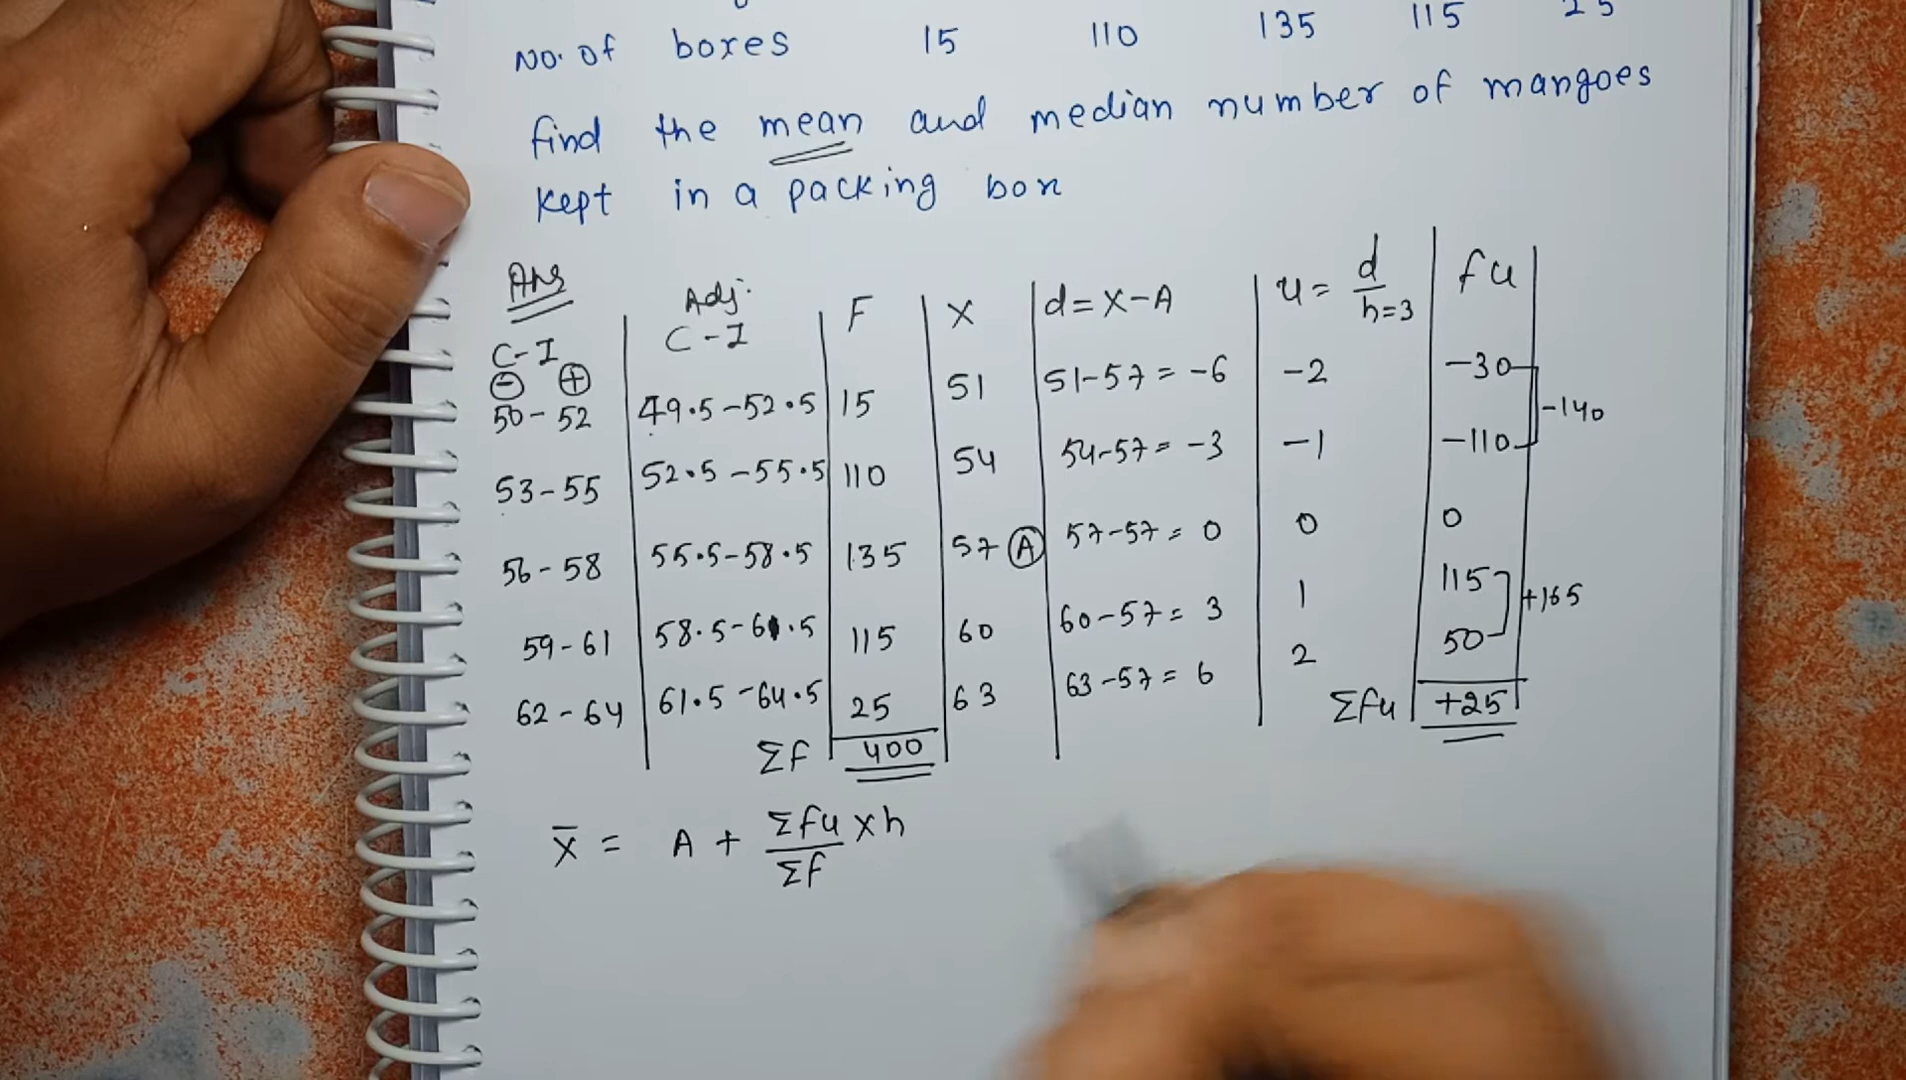 No. of boxes 15 110 135 115 25
find the mean and median number of mangoes
kept in a packing box
Ans
C-I Adj. C-I F X d=X-A u= d/h=3 fu
⊖ ⊕
50-52 49.5-52.5 15 51 51-57=-6 -2 -30
-140
53-55 52.5-55.5 110 54 54-57=-3 -1 -110
56-58 55.5-58.5 135 57 Ⓐ 57-57=0 0 0
59-61 58.5-61.5 115 60 60-57=3 1 115
+165
62-64 61.5-64.5 25 63 63-57=6 2 50
Σf 400 Σfu +25
x̄ = A + Σfu/Σf xh